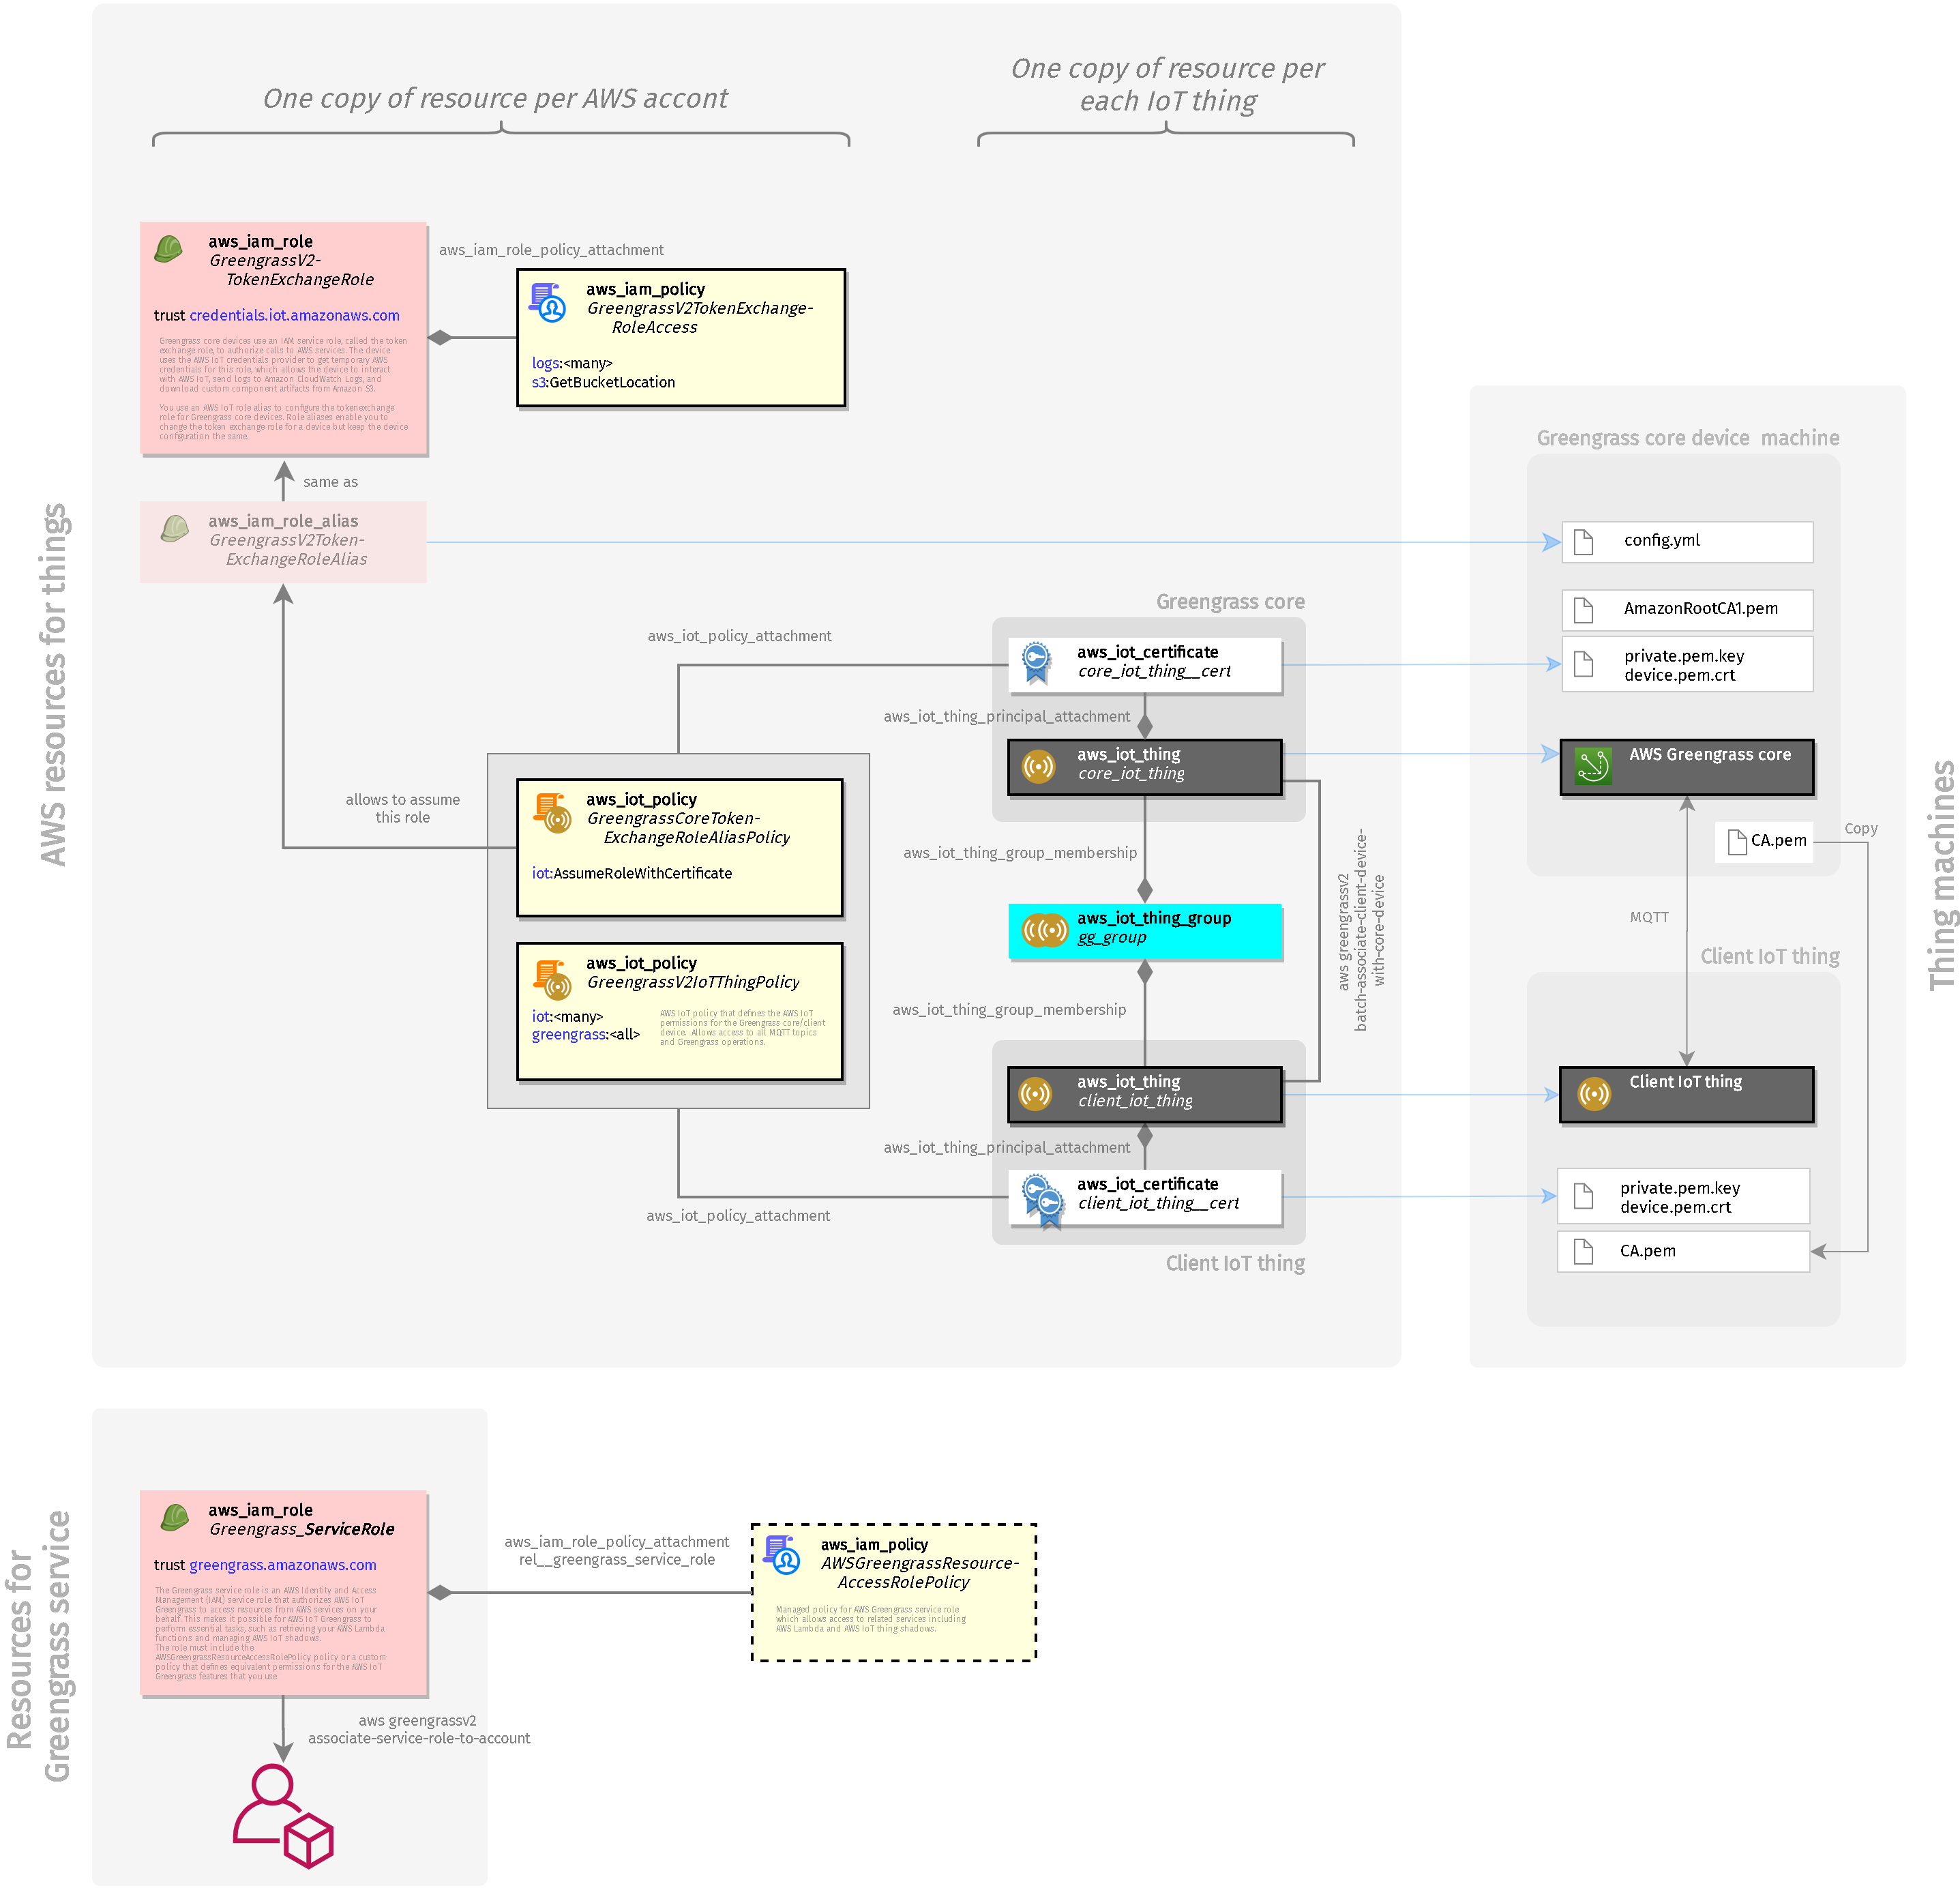 One copy of resource per AWS accont
One copy of resource per
each IoT thing
AWS resources for things
aws_iam_role
GreengrassV2-
TokenExchangeRole
trust credentials.iot.amazonaws.com
Greengrass core devices use an IAM service role, called the token
exchange role, to authorize calls to AWS services. The device
uses the AWS IoT credentials provider to get temporary AWS
credentials for this role, which allows the device to interact
with AWS IoT, send logs to Amazon CloudWatch Logs, and
download custom component artifacts from Amazon S3.
You use an AWS IoT role alias to configure the tokenexchange
role for Greengrass core devices. Role aliases enable you to
change the token exchange role for a device but keep the device
configuration the same.
aws_iam_role_policy_attachment
aws_iam_policy
GreengrassV2TokenExchange-
RoleAccess
logs:<many>
s3:GetBucketLocation
same as
aws_iam_role_alias
GreengrassV2Token-
ExchangeRoleAlias
allows to assume
this role
aws_iot_policy_attachment
aws_iot_policy
GreengrassCoreToken-
ExchangeRoleAliasPolicy
iot:AssumeRoleWithCertificate
aws_iot_policy
GreengrassV2IoTThingPolicy
iot:<many>
greengrass:<all>
AWS IoT policy that defines the AWS IoT
permissions for the Greengrass core/client
device. Allows access to all MQTT topics
and Greengrass operations.
aws_iot_policy_attachment
Greengrass core
aws_iot_certificate
core_iot_thing__cert
aws_iot_thing_principal_attachment
aws_iot_thing
core_iot_thing
aws_iot_thing_group_membership
aws_iot_thing_group
gg_group
aws_iot_thing_group_membership
aws greengrassv2
batch-associate-client-device-
with-core-device
aws_iot_thing
client_iot_thing
aws_iot_thing_principal_attachment
aws_iot_certificate
client_iot_thing__cert
Client IoT thing
Thing machines
Greengrass core device machine
config.yml
AmazonRootCA1.pem
private.pem.key
device.pem.crt
AWS Greengrass core
CA.pem
Copy
MQTT
Client IoT thing
Client IoT thing
private.pem.key
device.pem.crt
CA.pem
Resources for
Greengrass service
aws_iam_role
Greengrass_ServiceRole
trust greengrass.amazonaws.com
The Greengrass service role is an AWS Identity and Access
Management (IAM) service role that authorizes AWS IoT
Greengrass to access resources from AWS services on your
behalf. This makes it possible for AWS IoT Greengrass to
perform essential tasks, such as retrieving your AWS Lambda
functions and managing AWS IoT shadows.
The role must include the
AWSGreengrassResourceAccessRolePolicy policy or a custom
policy that defines equivalent permissions for the AWS IoT
Greengrass features that you use
aws_iam_role_policy_attachment
rel__greengrass_service_role
aws_iam_policy
AWSGreengrassResource-
AccessRolePolicy
Managed policy for AWS Greengrass service role
which allows access to related services including
AWS Lambda and AWS IoT thing shadows.
aws greengrassv2
associate-service-role-to-account